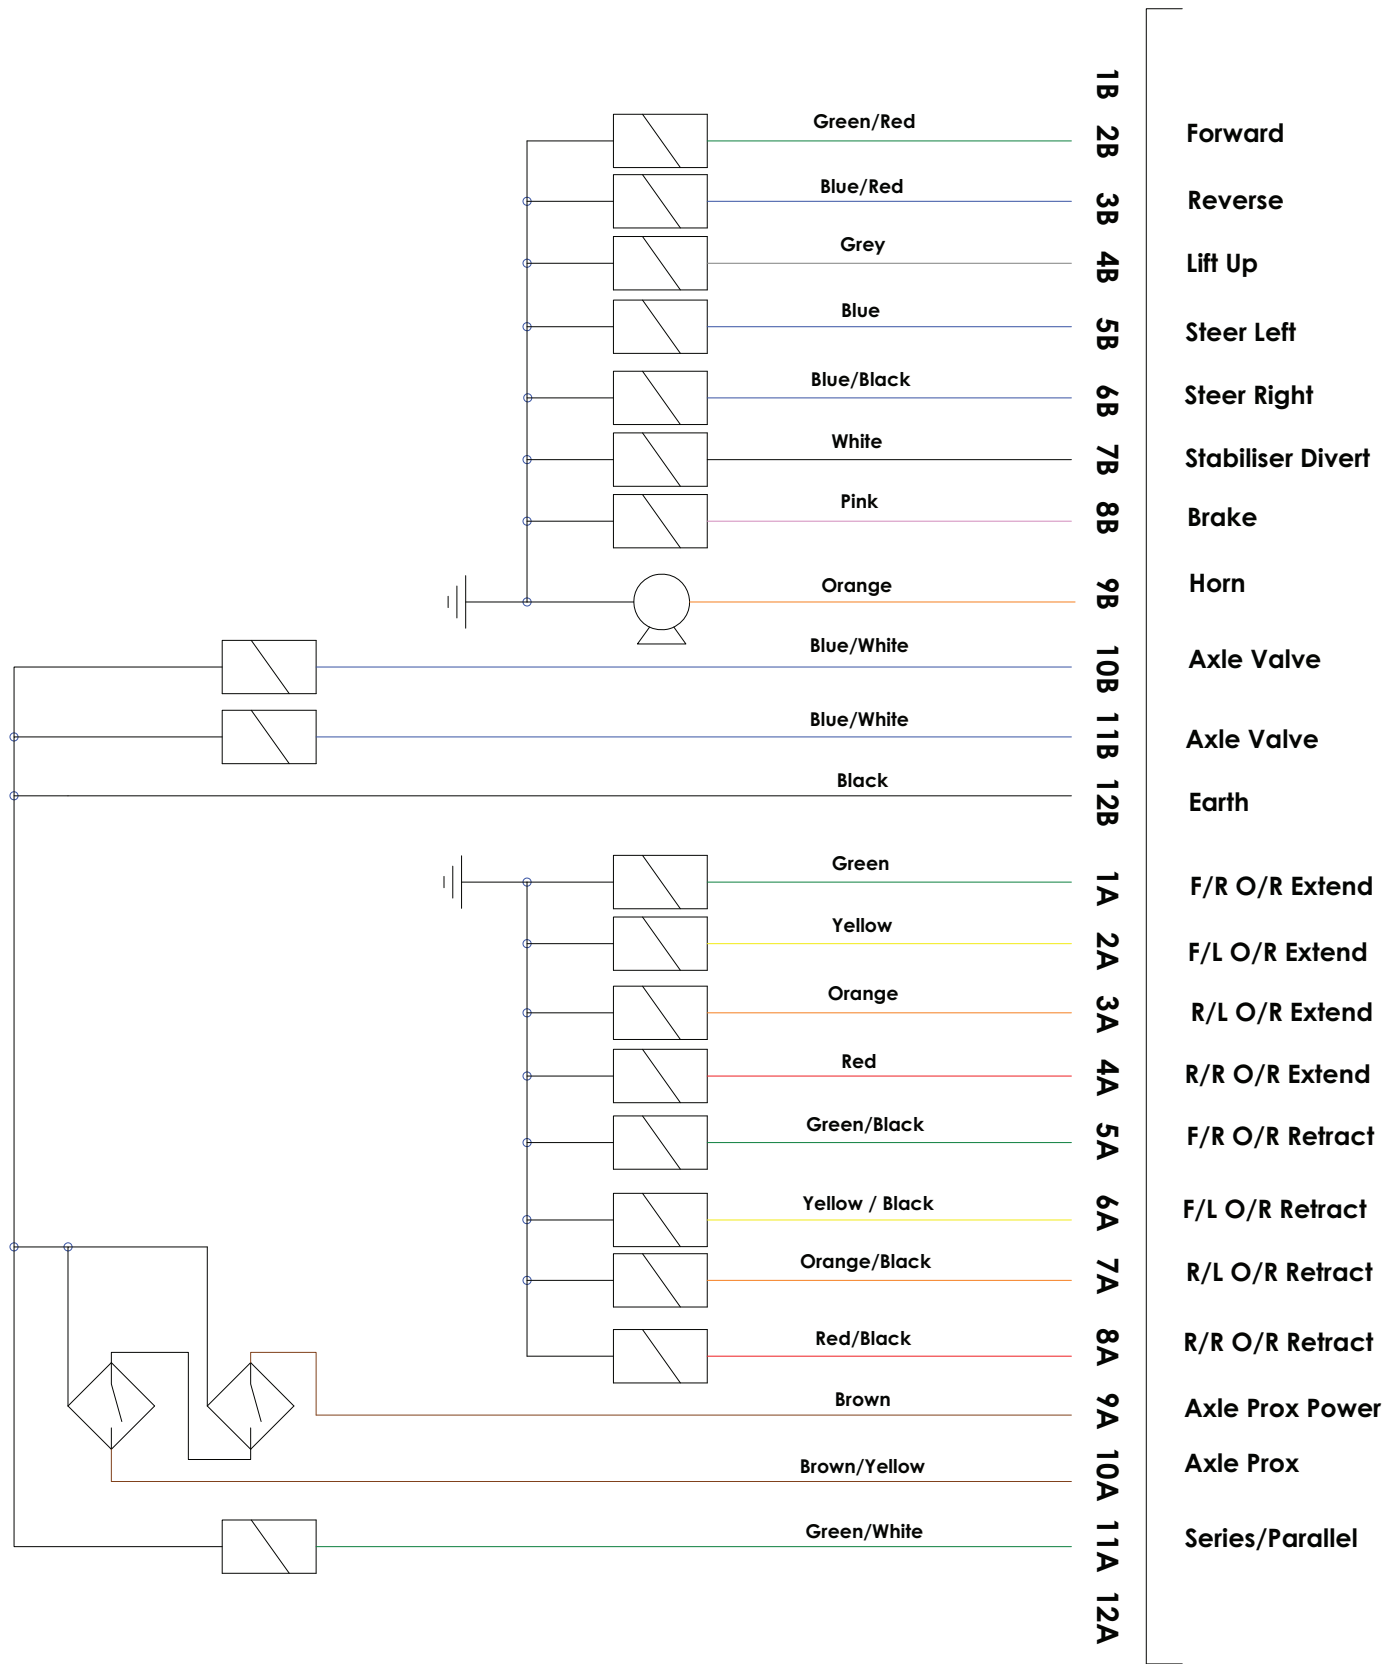 1B
Green/Red 2B Forward
Blue/Red 3B Reverse
Grey 4B Lift Up
Blue 5B Steer Left
Blue/Black 6B Steer Right
White 7B Stabiliser Divert
Pink 8B Brake
Orange 9B Horn
Blue/White 10B Axle Valve
Blue/White 11B Axle Valve
Black 12B Earth
Green 1A F/R O/R Extend
Yellow 2A F/L O/R Extend
Orange 3A R/L O/R Extend
Red 4A R/R O/R Extend
Green/Black 5A F/R O/R Retract
Yellow / Black 6A F/L O/R Retract
Orange/Black 7A R/L O/R Retract
Red/Black 8A R/R O/R Retract
Brown 9A Axle Prox Power
Brown/Yellow 10A Axle Prox
Green/White 11A Series/Parallel
12A